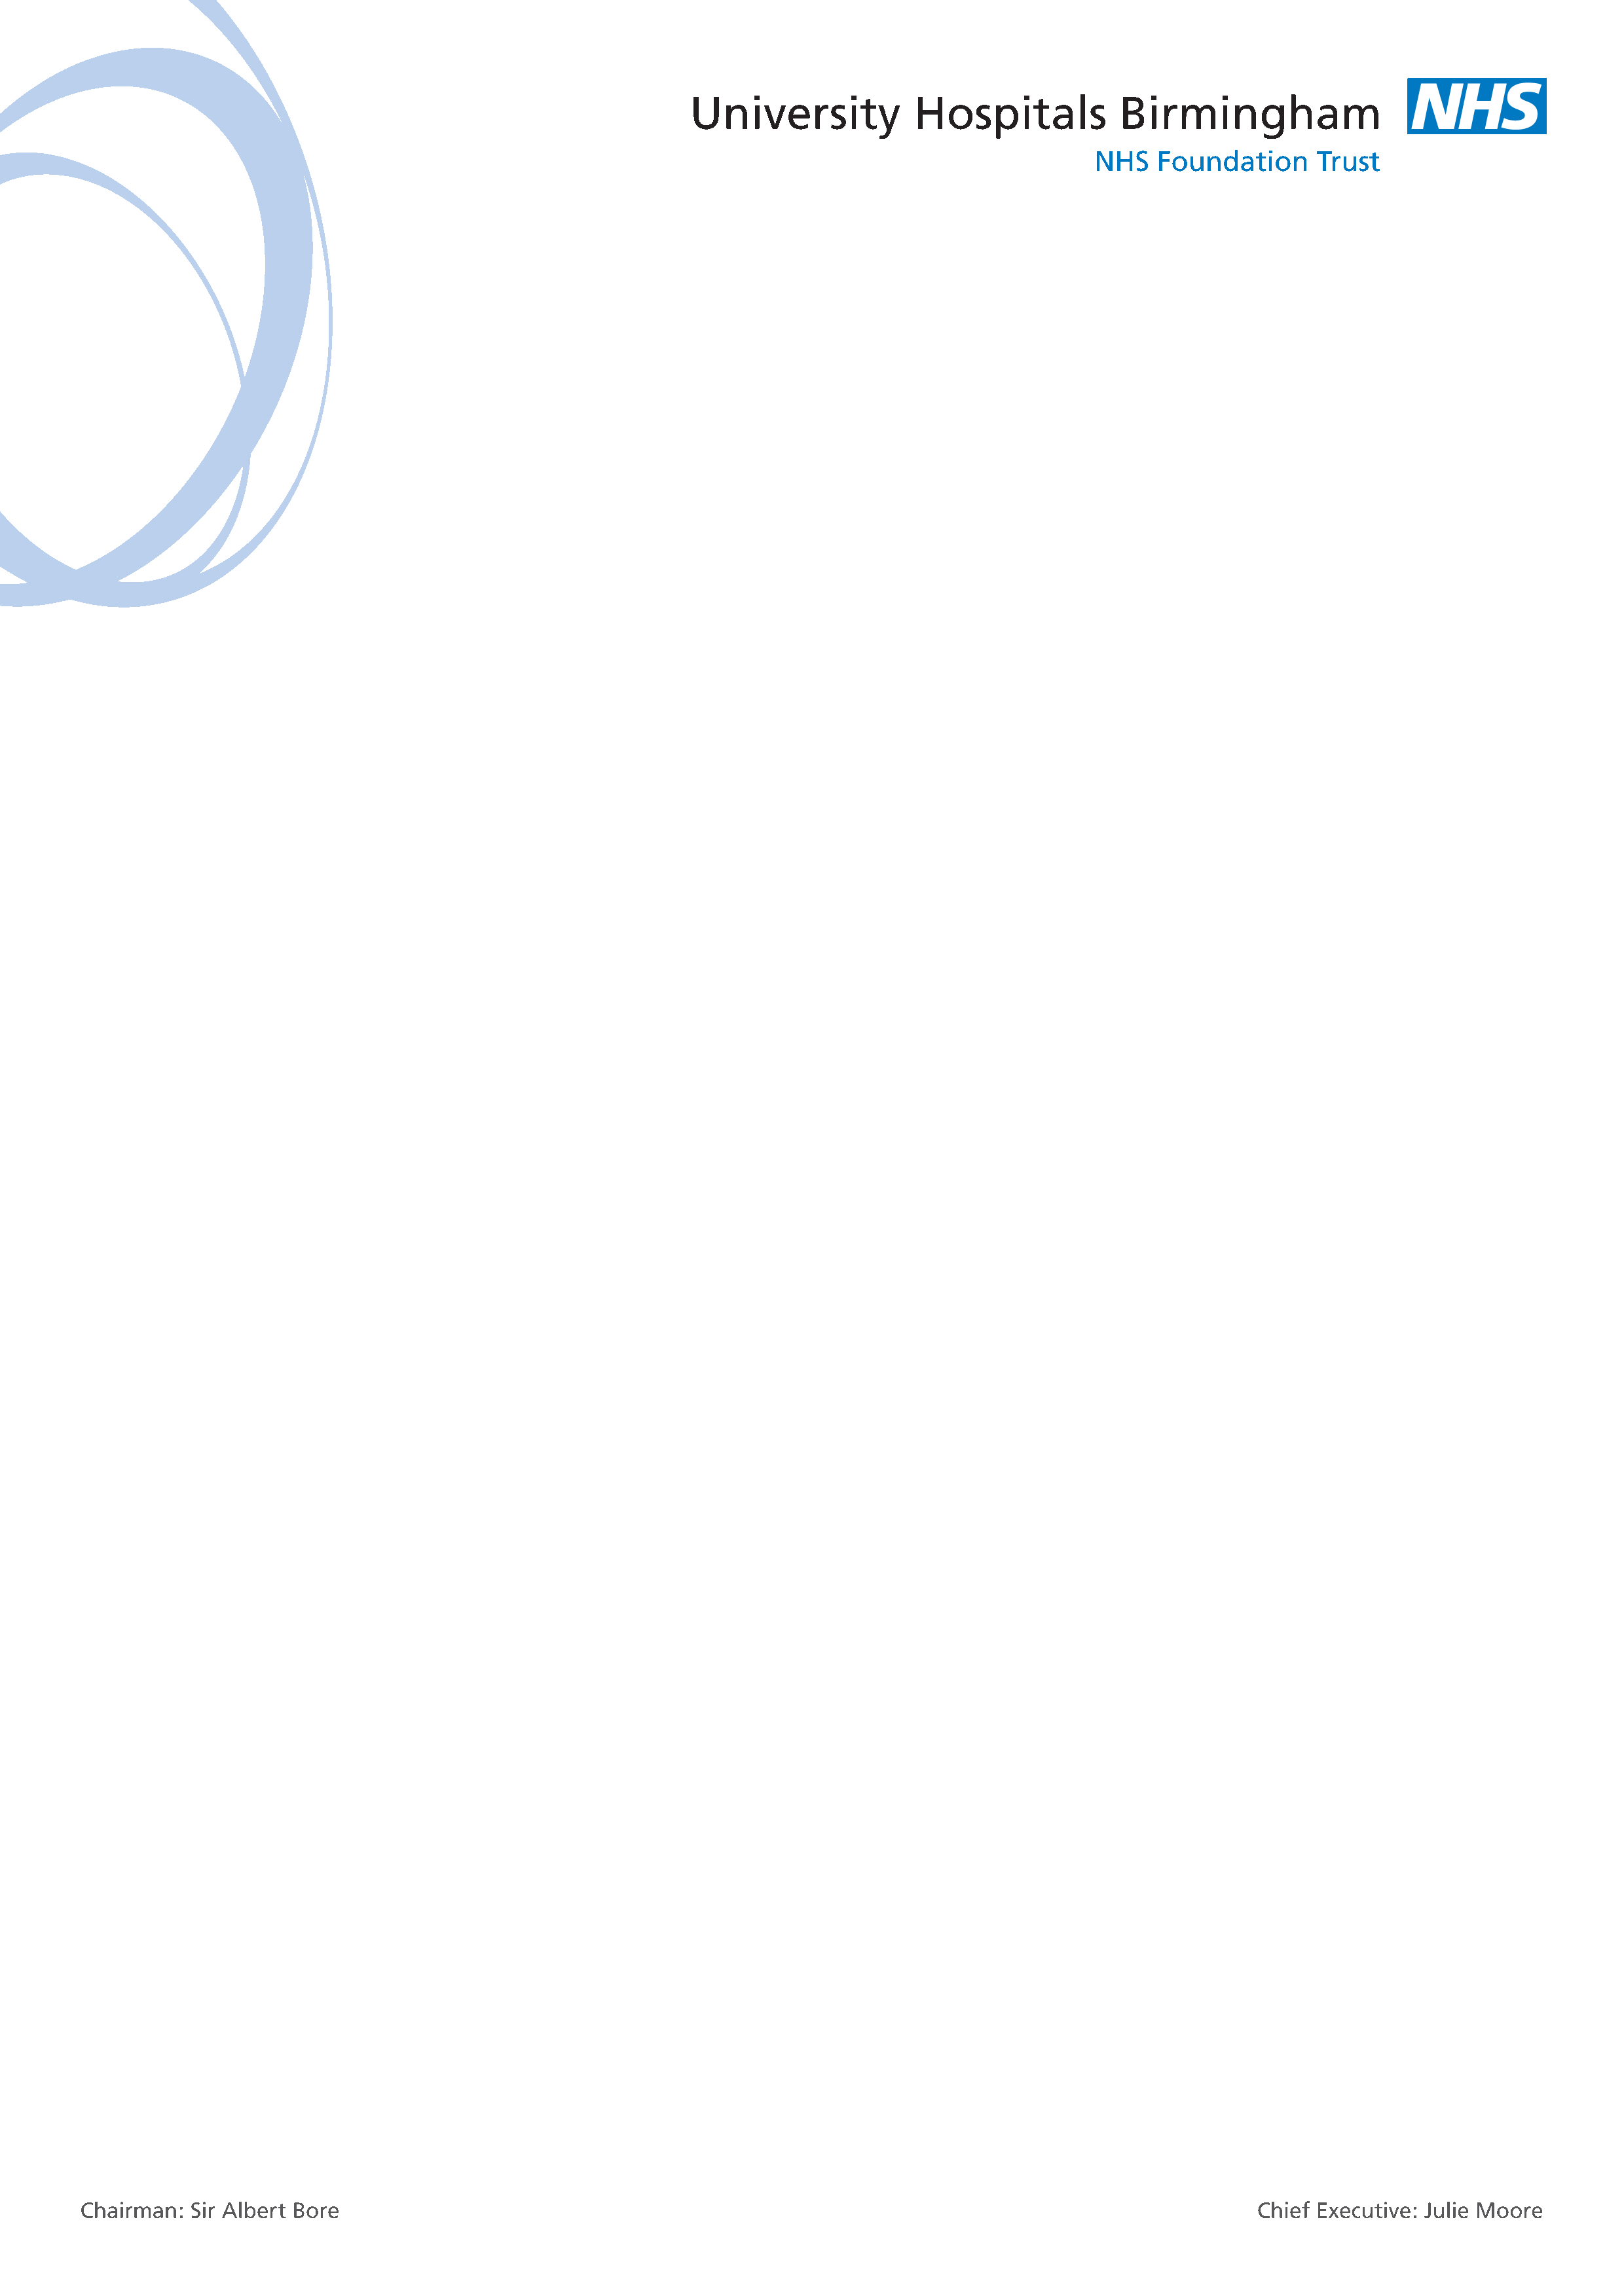 University Hospitals Birmingham NHS
NHS Foundation Trust
Chairman: Sir Albert Bore
Chief Executive: Julie Moore